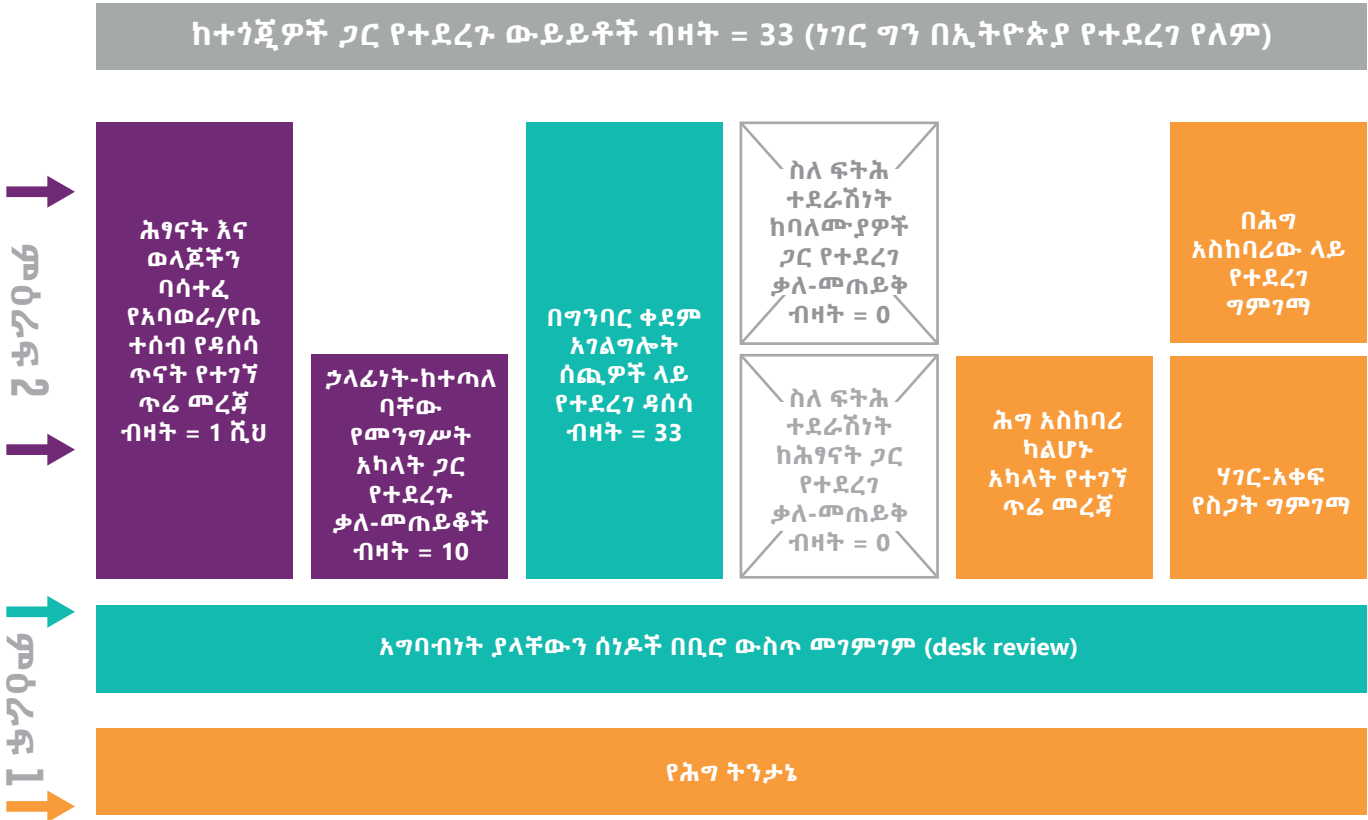 ከተጎጂዎች ጋር የተደረጉ ውይይቶች ብዛት = 33 (ነገር ግን በኢትዮጵያ የተደረገ የለም)
ምዕራፍ 2
ሕፃናት እና
ወላጆችን
ባሳተፈ
የአባወራ/የቤ
ተሰብ የዳሰሳ
ጥናት የተገኘ
ጥሬ መረጃ
ብዛት = 1 ሺህ
ኃላፊነት-ከተጣለ
ባቸው
የመንግሥት
አካላት ጋር
የተደረጉ
ቃለ-መጠይቆች
ብዛት = 10
በግንባር ቀደም
አገልግሎት
ሰጪዎች ላይ
የተደረገ ዳሰሳ
ብዛት = 33
ስለ ፍትሕ
ተደራሽነት
ከባለሙያዎች
ጋር የተደረገ
ቃለ-መጠይቅ
ብዛት = 0
ስለ ፍትሕ
ተደራሽነት
ከሕፃናት ጋር
የተደረገ
ቃለ-መጠይቅ
ብዛት = 0
ሕግ አስከባሪ
ካልሆኑ
አካላት የተገኘ
ጥሬ መረጃ
በሕግ
አስከባሪው ላይ
የተደረገ
ግምገማ
ሃገር-አቀፍ
የስጋት ግምገማ
ምዕራፍ 1
አግባብነት ያላቸውን ሰነዶች በቢሮ ውስጥ መገምገም (desk review)
የሕግ ትንታኔ